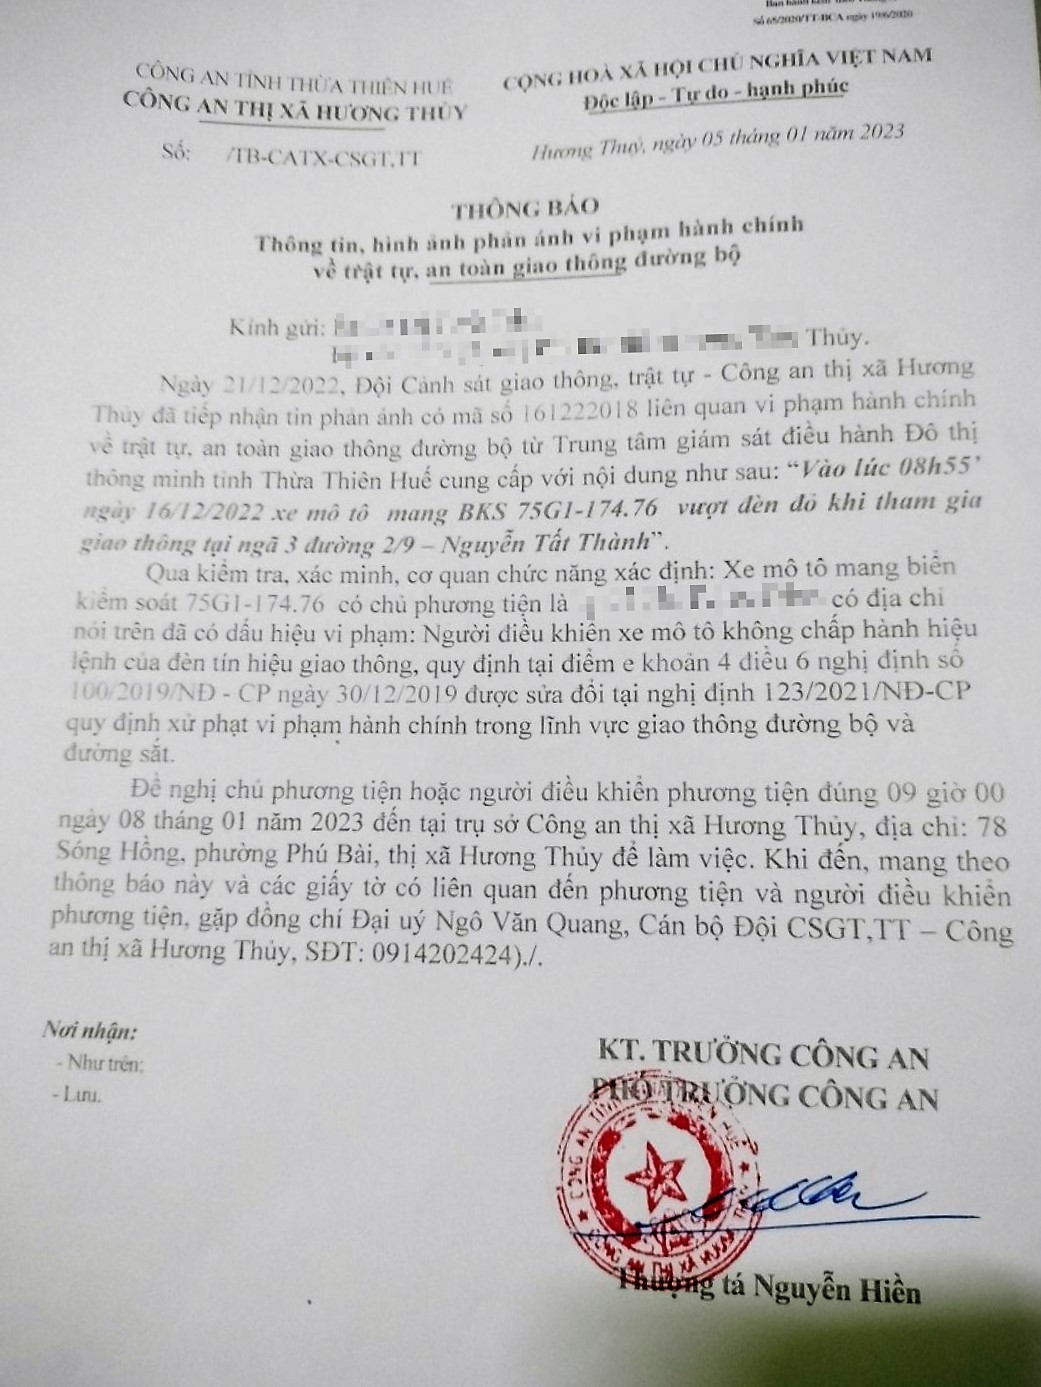 Số 65/2020/TT-BCA ngày 19/6/2020
CÔNG AN TỈNH THỪA THIÊN HUẾ
CÔNG AN THỊ XÃ HƯƠNG THỦY
Số: /TB-CATX-CSGT,TT
CỘNG HOÀ XÃ HỘI CHỦ NGHĨA VIỆT NAM
Độc lập - Tự do - hạnh phúc
Hương Thuỷ, ngày 05 tháng 01 năm 2023
THÔNG BÁO
Thông tin, hình ảnh phản ánh vi phạm hành chính
về trật tự, an toàn giao thông đường bộ
Kính gửi:
Thủy.
Ngày 21/12/2022, Đội Cảnh sát giao thông, trật tự - Công an thị xã Hương
Thủy đã tiếp nhận tin phản ánh có mã số 161222018 liên quan vi phạm hành chính
về trật tự, an toàn giao thông đường bộ từ Trung tâm giám sát điều hành Đô thị
thông minh tỉnh Thừa Thiên Huế cung cấp với nội dung như sau: “Vào lúc 08h55’
ngày 16/12/2022 xe mô tô mang BKS 75G1-174.76 vượt đèn đỏ khi tham gia
giao thông tại ngã 3 đường 2/9 – Nguyễn Tất Thành”.
Qua kiểm tra, xác minh, cơ quan chức năng xác định: Xe mô tô mang biển
kiểm soát 75G1-174.76 có chủ phương tiện là có địa chỉ
nói trên đã có dấu hiệu vi phạm: Người điều khiển xe mô tô không chấp hành hiệu
lệnh của đèn tín hiệu giao thông, quy định tại điểm e khoản 4 điều 6 nghị định số
100/2019/NĐ - CP ngày 30/12/2019 được sửa đổi tại nghị định 123/2021/NĐ-CP
quy định xử phạt vi phạm hành chính trong lĩnh vực giao thông đường bộ và
đường sắt.
Đề nghị chủ phương tiện hoặc người điều khiển phương tiện đúng 09 giờ 00
ngày 08 tháng 01 năm 2023 đến tại trụ sở Công an thị xã Hương Thủy, địa chỉ: 78
Sóng Hồng, phường Phú Bài, thị xã Hương Thủy để làm việc. Khi đến, mang theo
thông báo này và các giấy tờ có liên quan đến phương tiện và người điều khiển
phương tiện, gặp đồng chí Đại uý Ngô Văn Quang, Cán bộ Đội CSGT,TT – Công
an thị xã Hương Thủy, SĐT: 0914202424)./.
Nơi nhận:
- Như trên;
- Lưu.
KT. TRƯỞNG CÔNG AN
PHÓ TRƯỞNG CÔNG AN
CÔNG AN THỊ XÃ HƯƠNG THỦY
Thượng tá Nguyễn Hiền